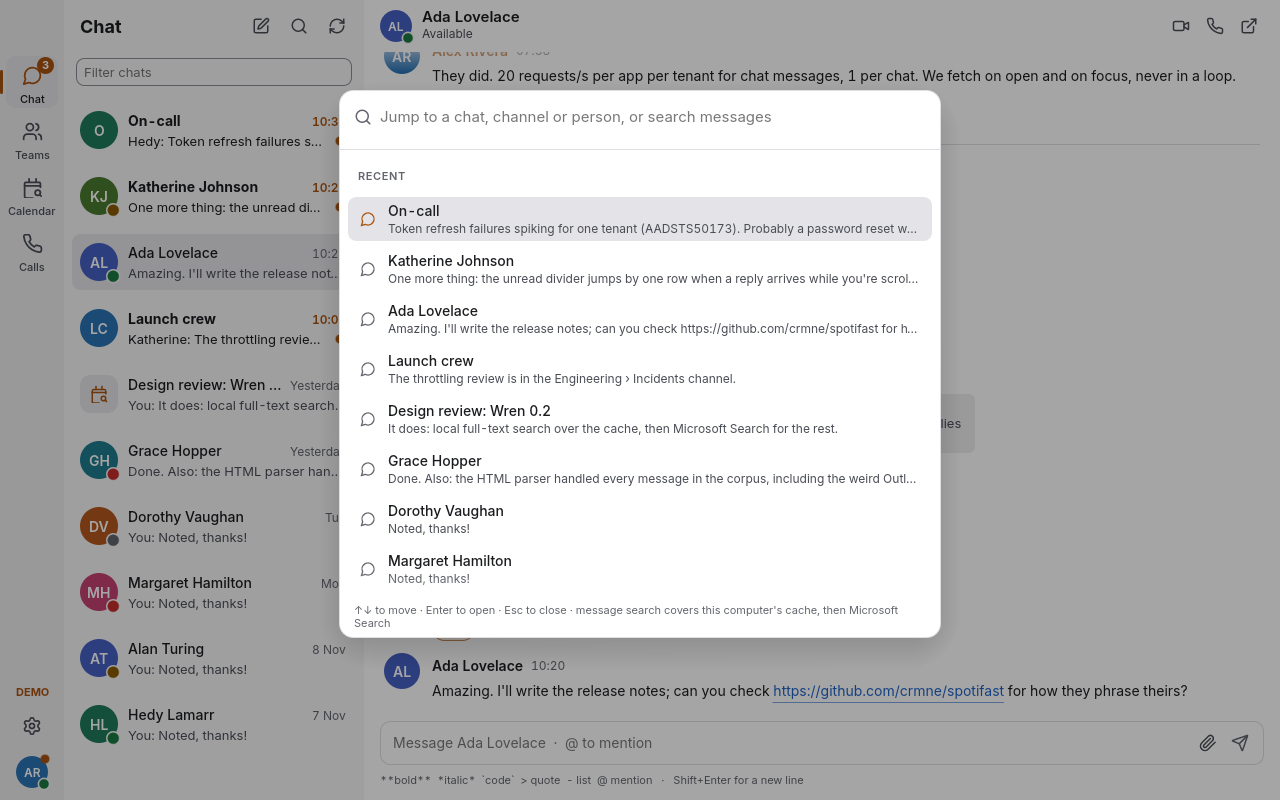 3
Chat
Teams
Calendar
Calls
DEMO
AR
Chat
Filter chats
O
On-call
10:3
Hedy: Token refresh failures s...
KJ
Katherine Johnson
10:2
One more thing: the unread di...
AL
Ada Lovelace
10:2
Amazing. I'll write the release not...
LC
Launch crew
10:0
Katherine: The throttling revie...
Design review: Wren ...
Yesterda
You: It does: local full-text search...
GH
Grace Hopper
Yesterda
Done. Also: the HTML parser han...
DV
Dorothy Vaughan
Tu
You: Noted, thanks!
MH
Margaret Hamilton
Mo
You: Noted, thanks!
AT
Alan Turing
8 Nov
You: Noted, thanks!
HL
Hedy Lamarr
7 Nov
You: Noted, thanks!
AL
Ada Lovelace
Available
AR
Alex Rivera 07:50
They did. 20 requests/s per app per tenant for chat messages, 1 per chat. We fetch on open and on focus, never in a loop.
Jump to a chat, channel or person, or search messages
RECENT
On-call
Token refresh failures spiking for one tenant (AADSTS50173). Probably a password reset w...
Katherine Johnson
One more thing: the unread divider jumps by one row when a reply arrives while you're scrol...
Ada Lovelace
Amazing. I'll write the release notes; can you check https://github.com/crmne/spotifast for h...
Launch crew
The throttling review is in the Engineering › Incidents channel.
Design review: Wren 0.2
It does: local full-text search over the cache, then Microsoft Search for the rest.
Grace Hopper
Done. Also: the HTML parser handled every message in the corpus, including the weird Outl...
Dorothy Vaughan
Noted, thanks!
Margaret Hamilton
Noted, thanks!
↑↓ to move · Enter to open · Esc to close · message search covers this computer's cache, then Microsoft
Search
lies
AL
Ada Lovelace 10:20
Amazing. I'll write the release notes; can you check https://github.com/crmne/spotifast for how they phrase theirs?
Message Ada Lovelace · @ to mention
**bold** *italic* `code` > quote - list @ mention · Shift+Enter for a new line